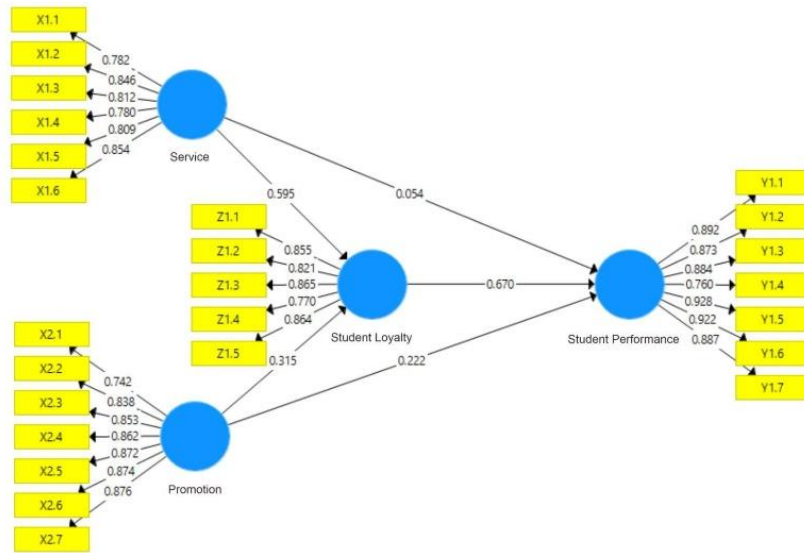 X1.1
X1.2
X1.3
X1.4
X1.5
X1.6
0.782
0.846
0.812
0.780
0.809
0.854
Service
0.595
0.054
Z1.1
Z1.2
Z1.3
Z1.4
Z1.5
0.855
0.821
0.865
0.770
0.864
Student Loyalty
0.670
0.315
0.222
X2.1
X2.2
X2.3
X2.4
X2.5
X2.6
X2.7
0.742
0.838
0.853
0.862
0.872
0.874
0.876
Promotion
Student Performance
0.892
0.873
0.884
0.760
0.928
0.922
0.887
Y1.1
Y1.2
Y1.3
Y1.4
Y1.5
Y1.6
Y1.7